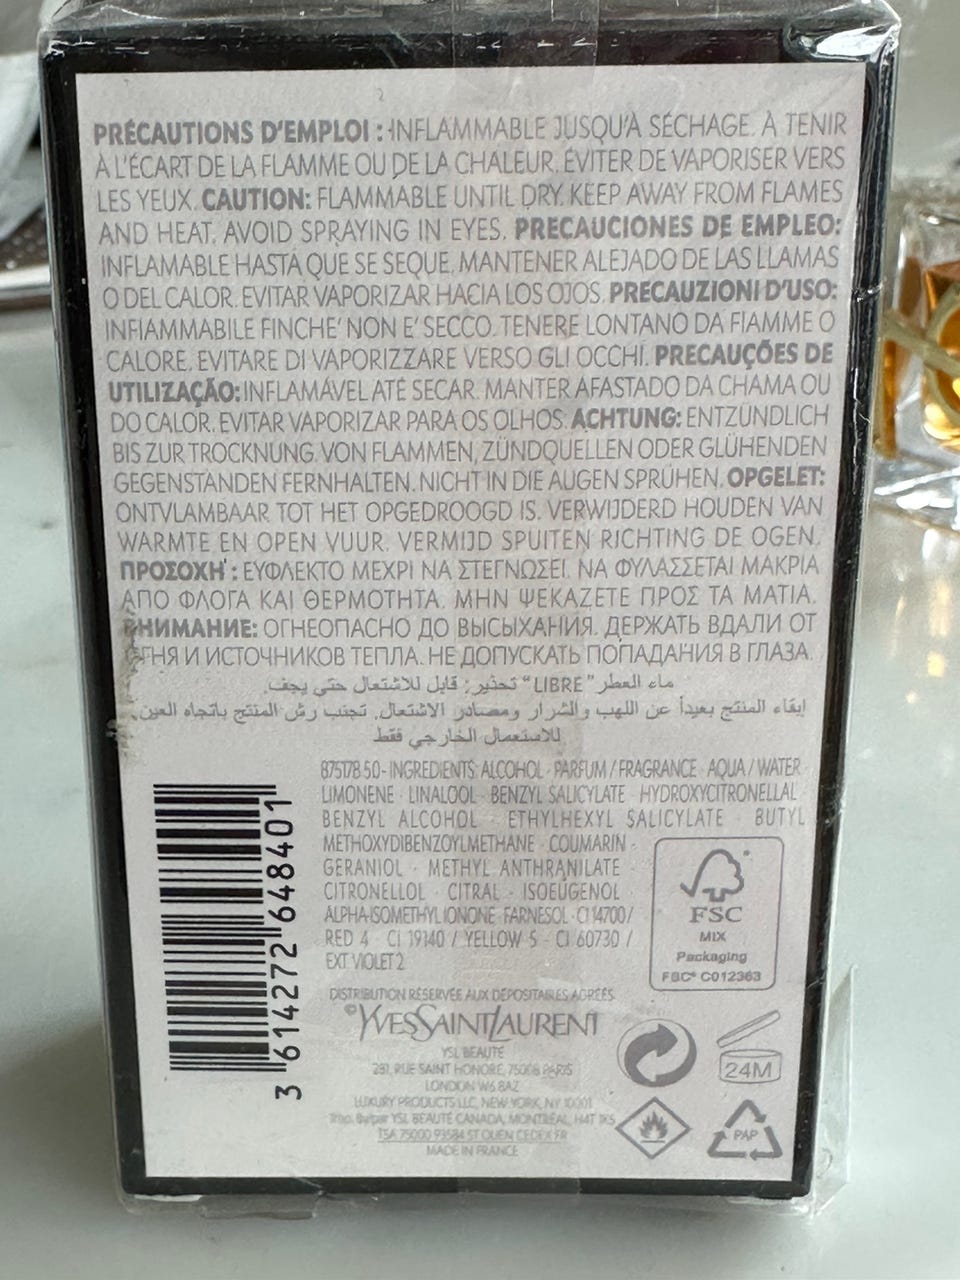 PRÉCAUTIONS D'EMPLOI : INFLAMMABLE JUSQU'À SÉCHAGE. À TENIR
À L'ÉCART DE LA FLAMME OU DE LA CHALEUR. ÉVITER DE VAPORISER VERS
LES YEUX. CAUTION: FLAMMABLE UNTIL DRY. KEEP AWAY FROM FLAMES
AND HEAT. AVOID SPRAYING IN EYES. PRECAUCIONES DE EMPLEO:
INFLAMABLE HASTA QUE SE SEQUE. MANTENER ALEJADO DE LAS LLAMAS
O DEL CALOR. EVITAR VAPORIZAR HACIA LOS OJOS. PRECAUZIONI D'USO:
INFIAMMABILE FINCHE' NON E' SECCO. TENERE LONTANO DA FIAMME O
CALORE. EVITARE DI VAPORIZZARE VERSO GLI OCCHI. PRECAUÇÕES DE
UTILIZAÇÃO: INFLAMÁVEL ATÉ SECAR. MANTER AFASTADO DA CHAMA OU
DO CALOR. EVITAR VAPORIZAR PARA OS OLHOS. ACHTUNG: ENTZÜNDLICH
BIS ZUR TROCKNUNG. VON FLAMMEN, ZÜNDQUELLEN ODER GLÜHENDEN
GEGENSTANDEN FERNHALTEN. NICHT IN DIE AUGEN SPRÜHEN. OPGELET:
ONTVLAMBAAR TOT HET OPGEDROOGD IS. VERWIJDERD HOUDEN VAN
WARMTE EN OPEN VUUR. VERMIJD SPUITEN RICHTING DE OGEN.
ΠΡΟΣΟΧΗ : ΕΥΦΛΕΚΤΟ ΜΕΧΡΙ ΝΑ ΣΤΕΓΝΩΣΕΙ. ΝΑ ΦΥΛΑΣΣΕΤΑΙ ΜΑΚΡΙΑ
ΑΠΟ ΦΛΟΓΑ ΚΑΙ ΘΕΡΜΟΤΗΤΑ. ΜΗΝ ΨΕΚΑΖΕΤΕ ΠΡΟΣ ΤΑ ΜΑΤΙΑ.
ВНИМАНИЕ: ОГНЕОПАСНО ДО ВЫСЫХАНИЯ. ДЕРЖАТЬ ВДАЛИ ОТ
ОГНЯ И ИСТОЧНИКОВ ТЕПЛА. НЕ ДОПУСКАТЬ ПОПАДАНИЯ В ГЛАЗА.
ماء العطر "LIBRE" تحذير: قابل للاشتعال حتى يجف.
إبقاء المنتج بعيداً عن اللهب والشرار ومصادر الاشتعال. تجنب رش المنتج باتجاه العين.
للاستعمال الخارجي فقط
875178 50 - INGREDIENTS: ALCOHOL · PARFUM / FRAGRANCE · AQUA / WATER ·
LIMONENE · LINALOOL · BENZYL SALICYLATE · HYDROXYCITRONELLAL ·
BENZYL ALCOHOL · ETHYLHEXYL SALICYLATE · BUTYL
METHOXYDIBENZOYLMETHANE · COUMARIN ·
GERANIOL · METHYL ANTHRANILATE ·
CITRONELLOL · CITRAL · ISOEUGENOL ·
ALPHA-ISOMETHYL IONONE · FARNESOL · CI 14700 /
RED 4 · CI 19140 / YELLOW 5 · CI 60730 /
EXT. VIOLET 2
FSC
MIX
Packaging
FSC® C012363
DISTRIBUTION RÉSERVÉE AUX DÉPOSITAIRES AGRÉÉS
©YVESSAINTLAURENT
YSL BEAUTÉ
281, RUE SAINT HONORÉ, 75008 PARIS
LONDON W6 8AZ
LUXURY PRODUCTS LLC, NEW YORK, NY 10001
YSL BEAUTÉ CANADA, MONTRÉAL, H4T 1K5
TSA 75000 93584 ST OUEN CEDEX FR
MADE IN FRANCE
24M
PAP
3 614272 648401